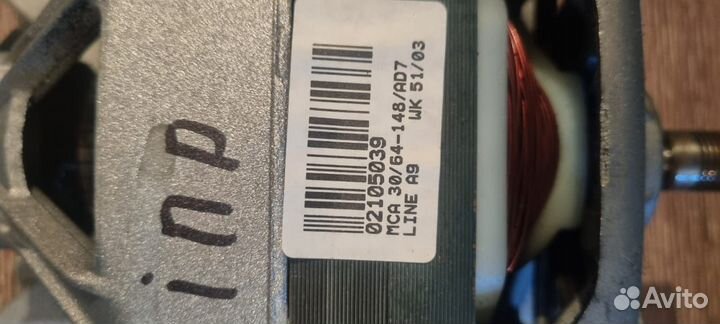 inp
02105039
MCA 30/64-148/AD7
LINE A9 WK 51/03
Avito